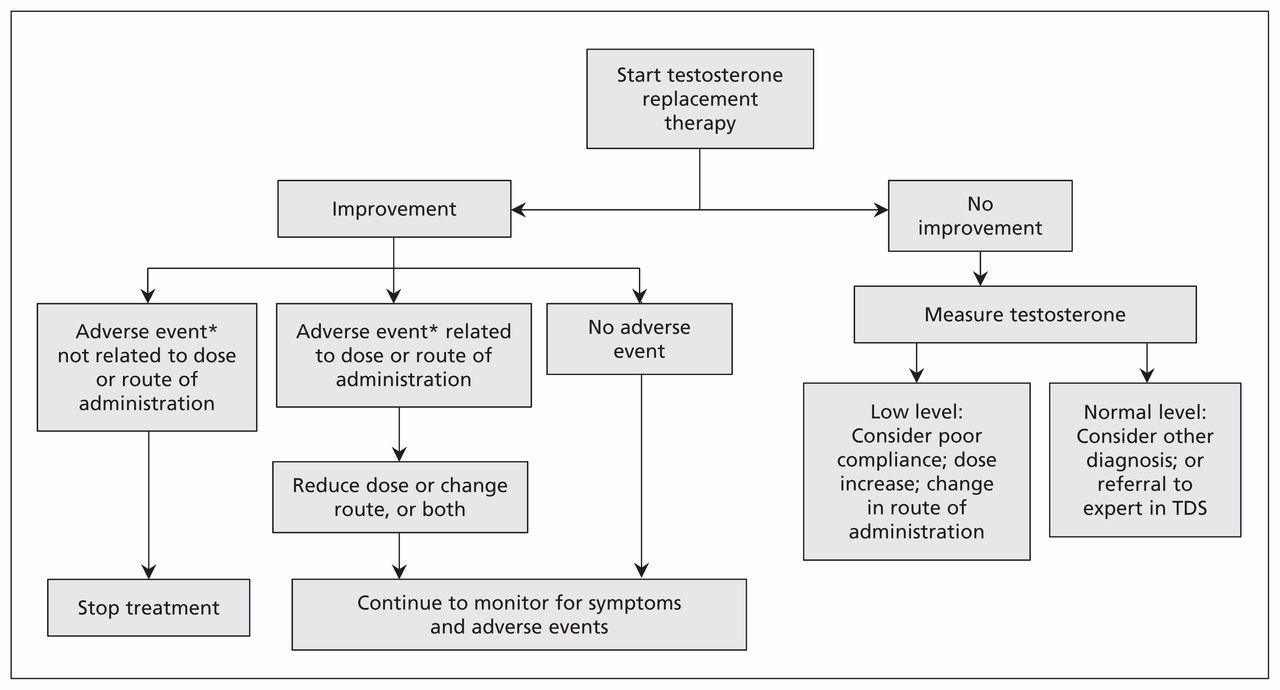 Start testosterone
replacement
therapy
Improvement
No
improvement
Adverse event*
not related to dose
or route of
administration
Adverse event* related
to dose or route of
administration
No adverse
event
Measure testosterone
Low level:
Consider poor
compliance; dose
increase; change
in route of
administration
Normal level:
Consider other
diagnosis; or
referral to
expert in TDS
Reduce dose or change
route, or both
Stop treatment
Continue to monitor for symptoms
and adverse events